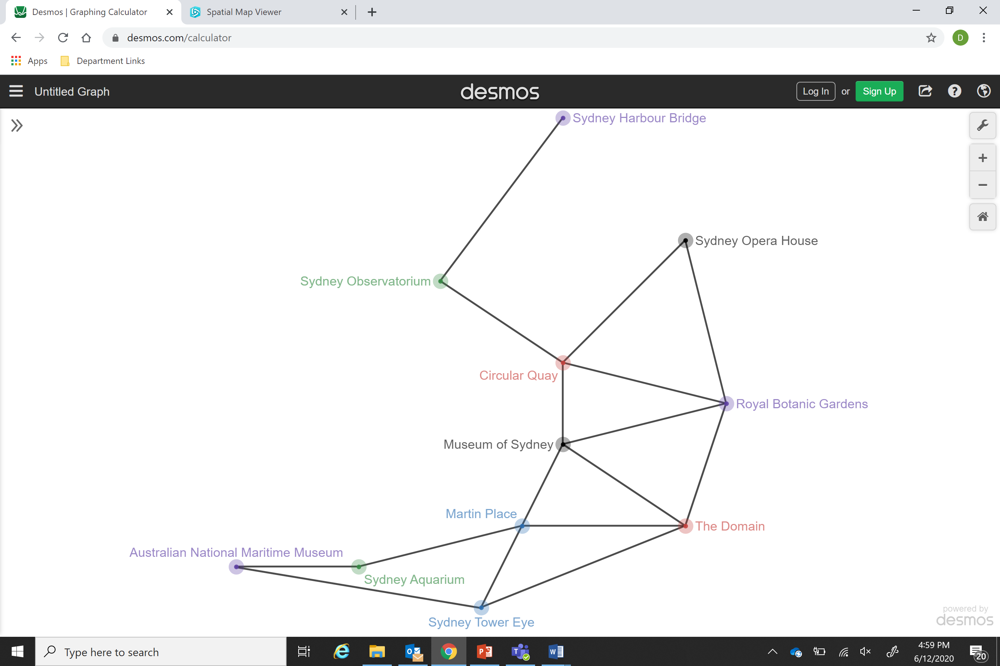 Desmos | Graphing Calculator
Spatial Map Viewer
desmos.com/calculator
D
Apps
Department Links
Untitled Graph
desmos
Log In or Sign Up
Sydney Harbour Bridge
Sydney Opera House
Sydney Observatorium
Circular Quay
Royal Botanic Gardens
Museum of Sydney
Martin Place
The Domain
Australian National Maritime Museum
Sydney Aquarium
Sydney Tower Eye
powered by
desmos
Type here to search
4:59 PM
6/12/2020
20